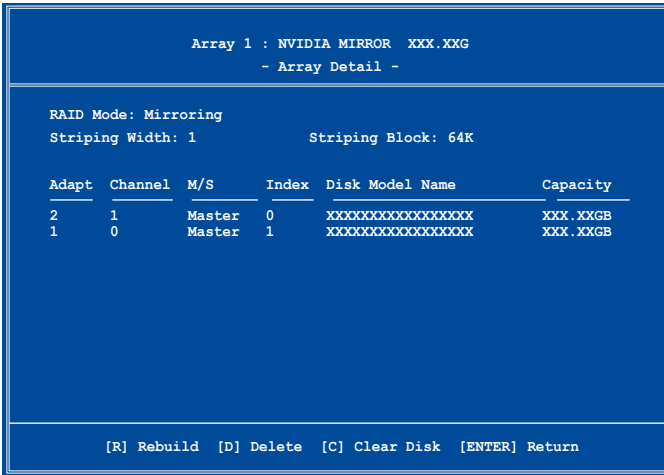 Array 1 : NVIDIA MIRROR XXX.XXG
- Array Detail -
RAID Mode: Mirroring
Striping Width: 1 Striping Block: 64K
Adapt Channel M/S Index Disk Model Name Capacity
2 1 Master 0 XXXXXXXXXXXXXXXXX XXX.XXGB
1 0 Master 1 XXXXXXXXXXXXXXXXX XXX.XXGB
[R] Rebuild [D] Delete [C] Clear Disk [ENTER] Return